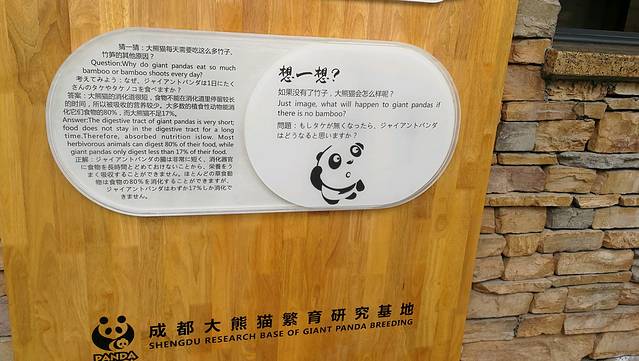 猜一猜：大熊猫每天需要吃这么多竹子、
竹笋的其他原因？
Question:Why do giant pandas eat so much
bamboo or bamboo shoots every day?
考えてみよう：なぜ、ジャイアントパンダは1日にたく
さんのタケやタケノコを食べますか？
答案：大熊猫的消化道很短，食物不能在消化道里停留较长
的时间，所以被吸收的营养较少。大多数的植食性动物能消
化它们食物的80%，而大熊猫不足17%。
Answer:The digestive tract of giant pandas is very short;
food does not stay in the digestive tract for a long
time.Therefore, absorbed nutrition islow. Most
herbivorous animals can digest 80% of their food, while
giant pandas only digest less than 17% of their food.
正解：ジャイアントパンダの腸は非常に短く、消化器官
に食物を長時間とどめておけないことから、栄養をう
まく吸収することができません。ほとんどの草食動
物は食物の80%を消化することができますが、
ジャイアントパンダはわずか17%しか消化で
きません。
想一想？
如果没有了竹子，大熊猫会怎么样呢？
Just image, what will happen to giant pandas if
there is no bamboo?
問題：もしタケが無くなったら、ジャイアントパンダ
はどうなると思いますか？
PANDA
成都大熊猫繁育研究基地
SHENGDU RESEARCH BASE OF GIANT PANDA BREEDING